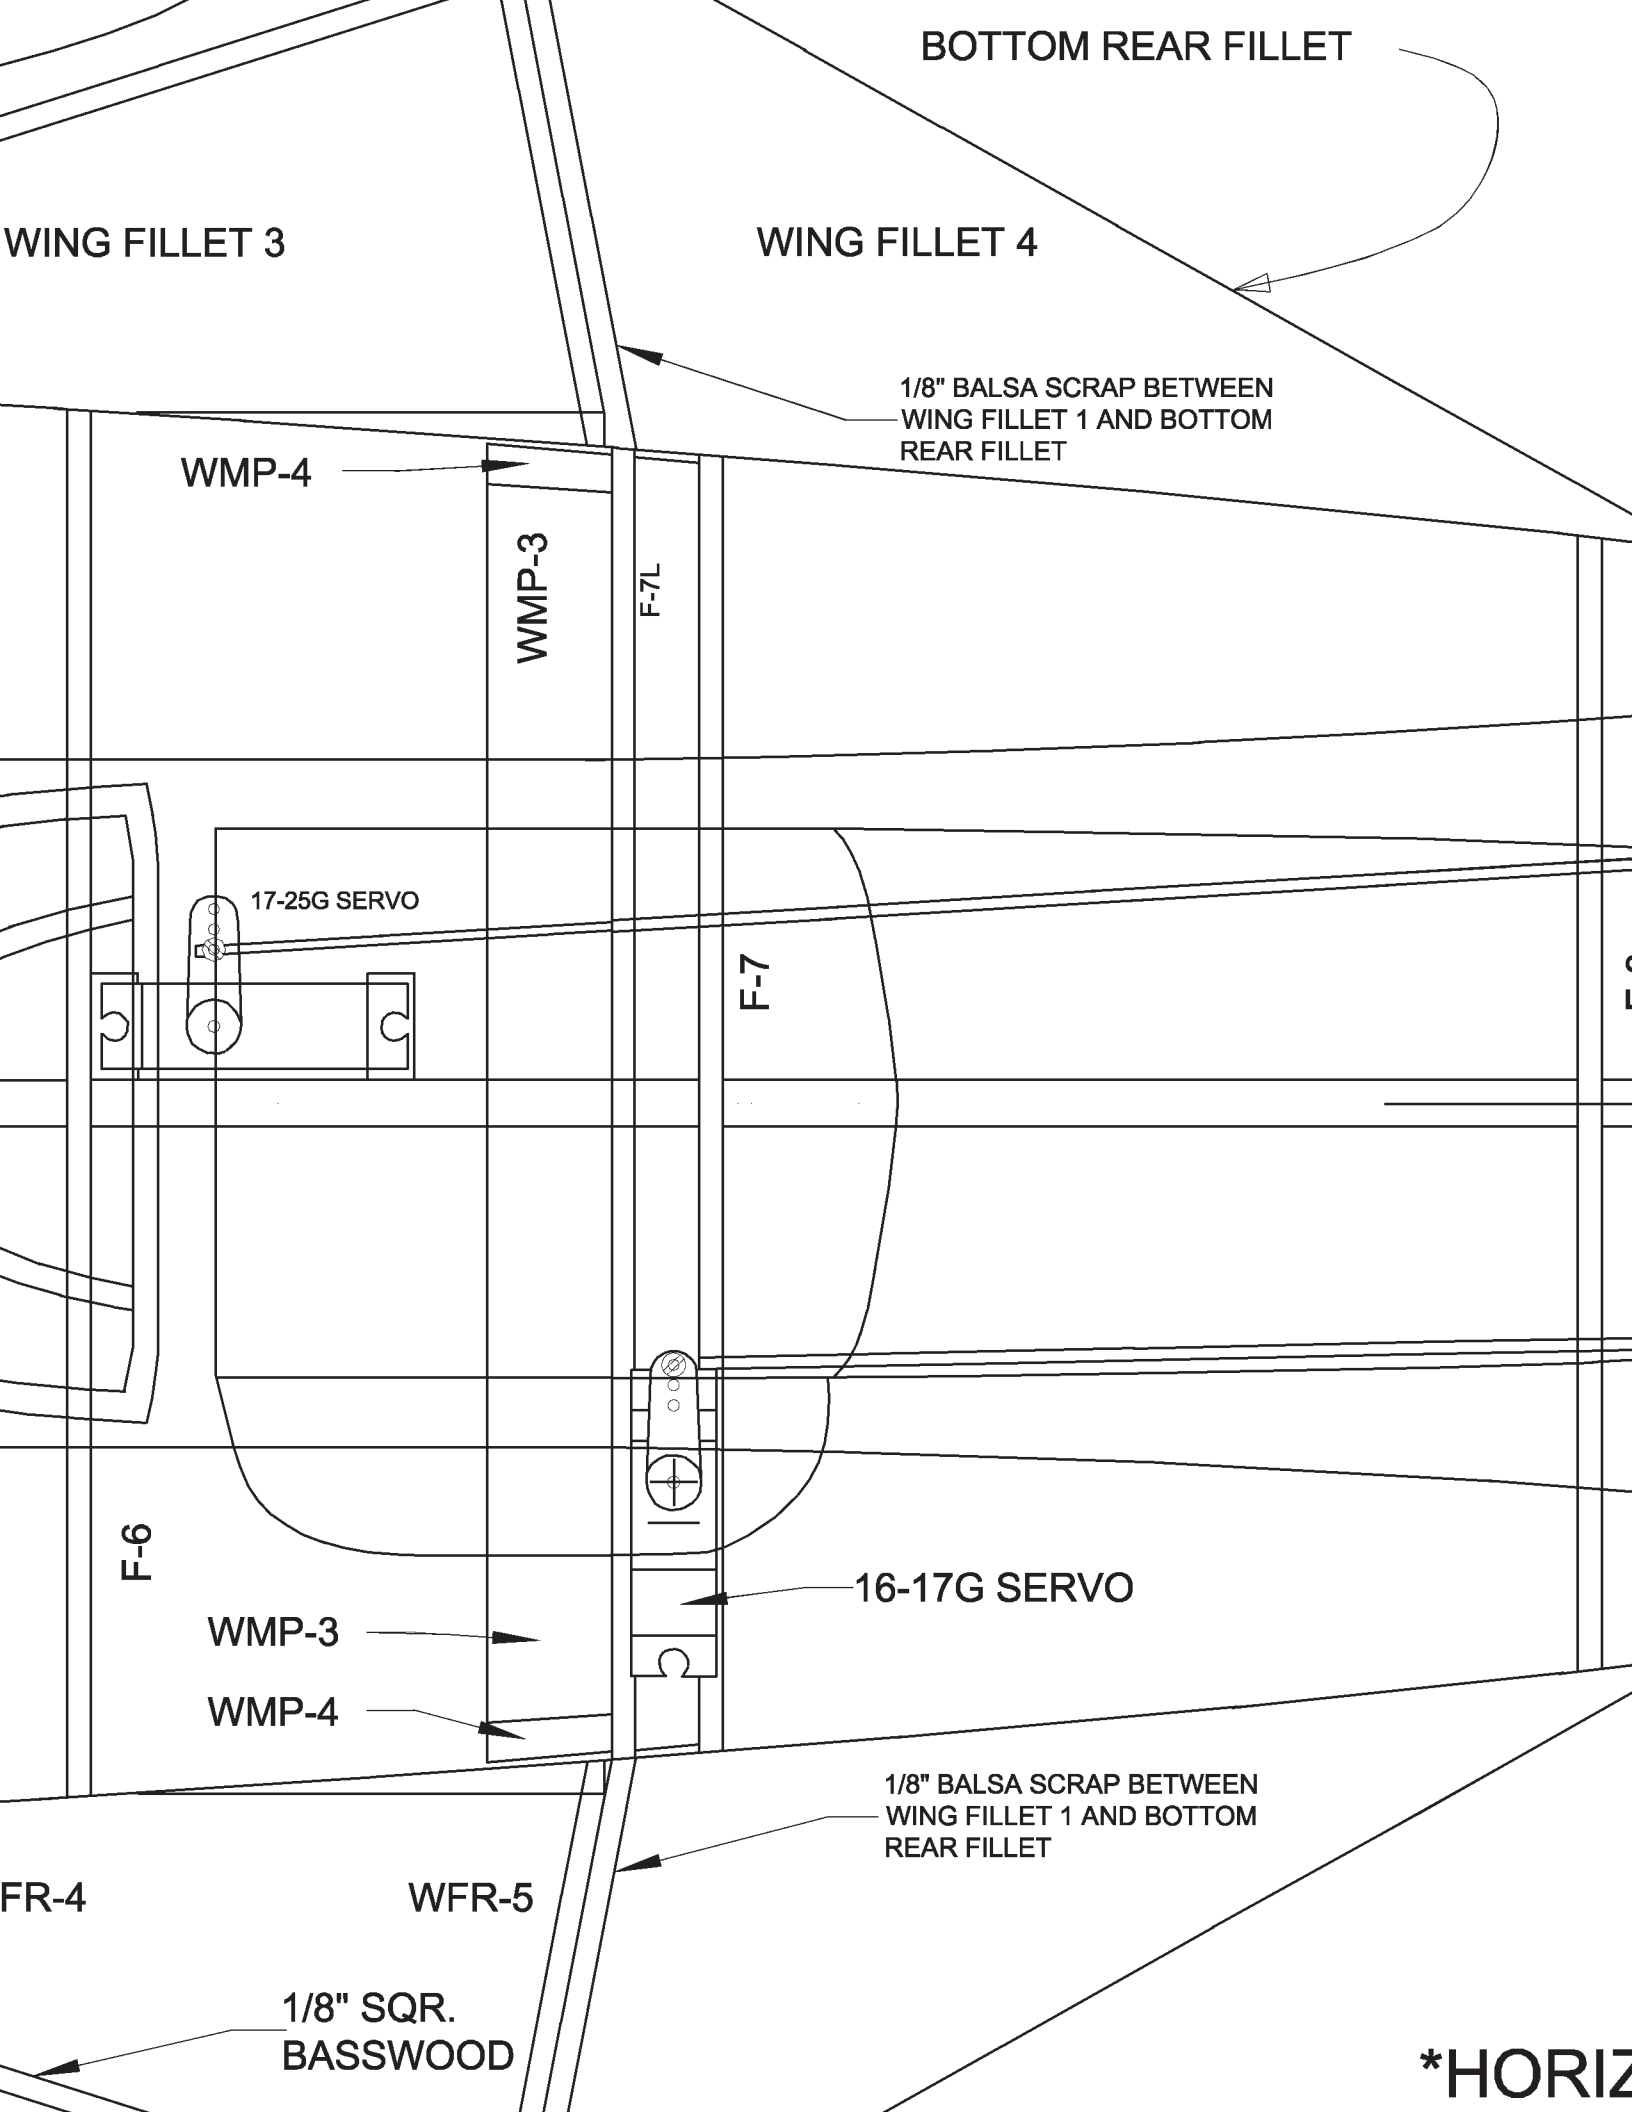 BOTTOM REAR FILLET
WING FILLET 3
WING FILLET 4
1/8" BALSA SCRAP BETWEEN
WING FILLET 1 AND BOTTOM
REAR FILLET
WMP-4
WMP-3
F-7L
17-25G SERVO
F-7
F-6
16-17G SERVO
WMP-3
WMP-4
1/8" BALSA SCRAP BETWEEN
WING FILLET 1 AND BOTTOM
REAR FILLET
FR-4
WFR-5
1/8" SQR.
BASSWOOD
*HORIZ